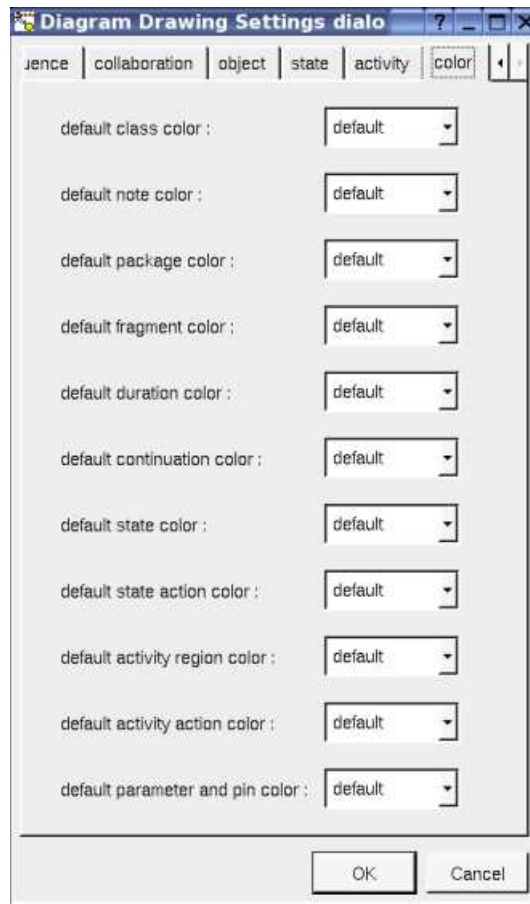 Diagram Drawing Settings dialo ?
uence collaboration object state activity color
default class color : default
default note color : default
default package color : default
default fragment color : default
default duration color : default
default continuation color : default
default state color : default
default state action color : default
default activity region color : default
default activity action color : default
default parameter and pin color : default
OK Cancel